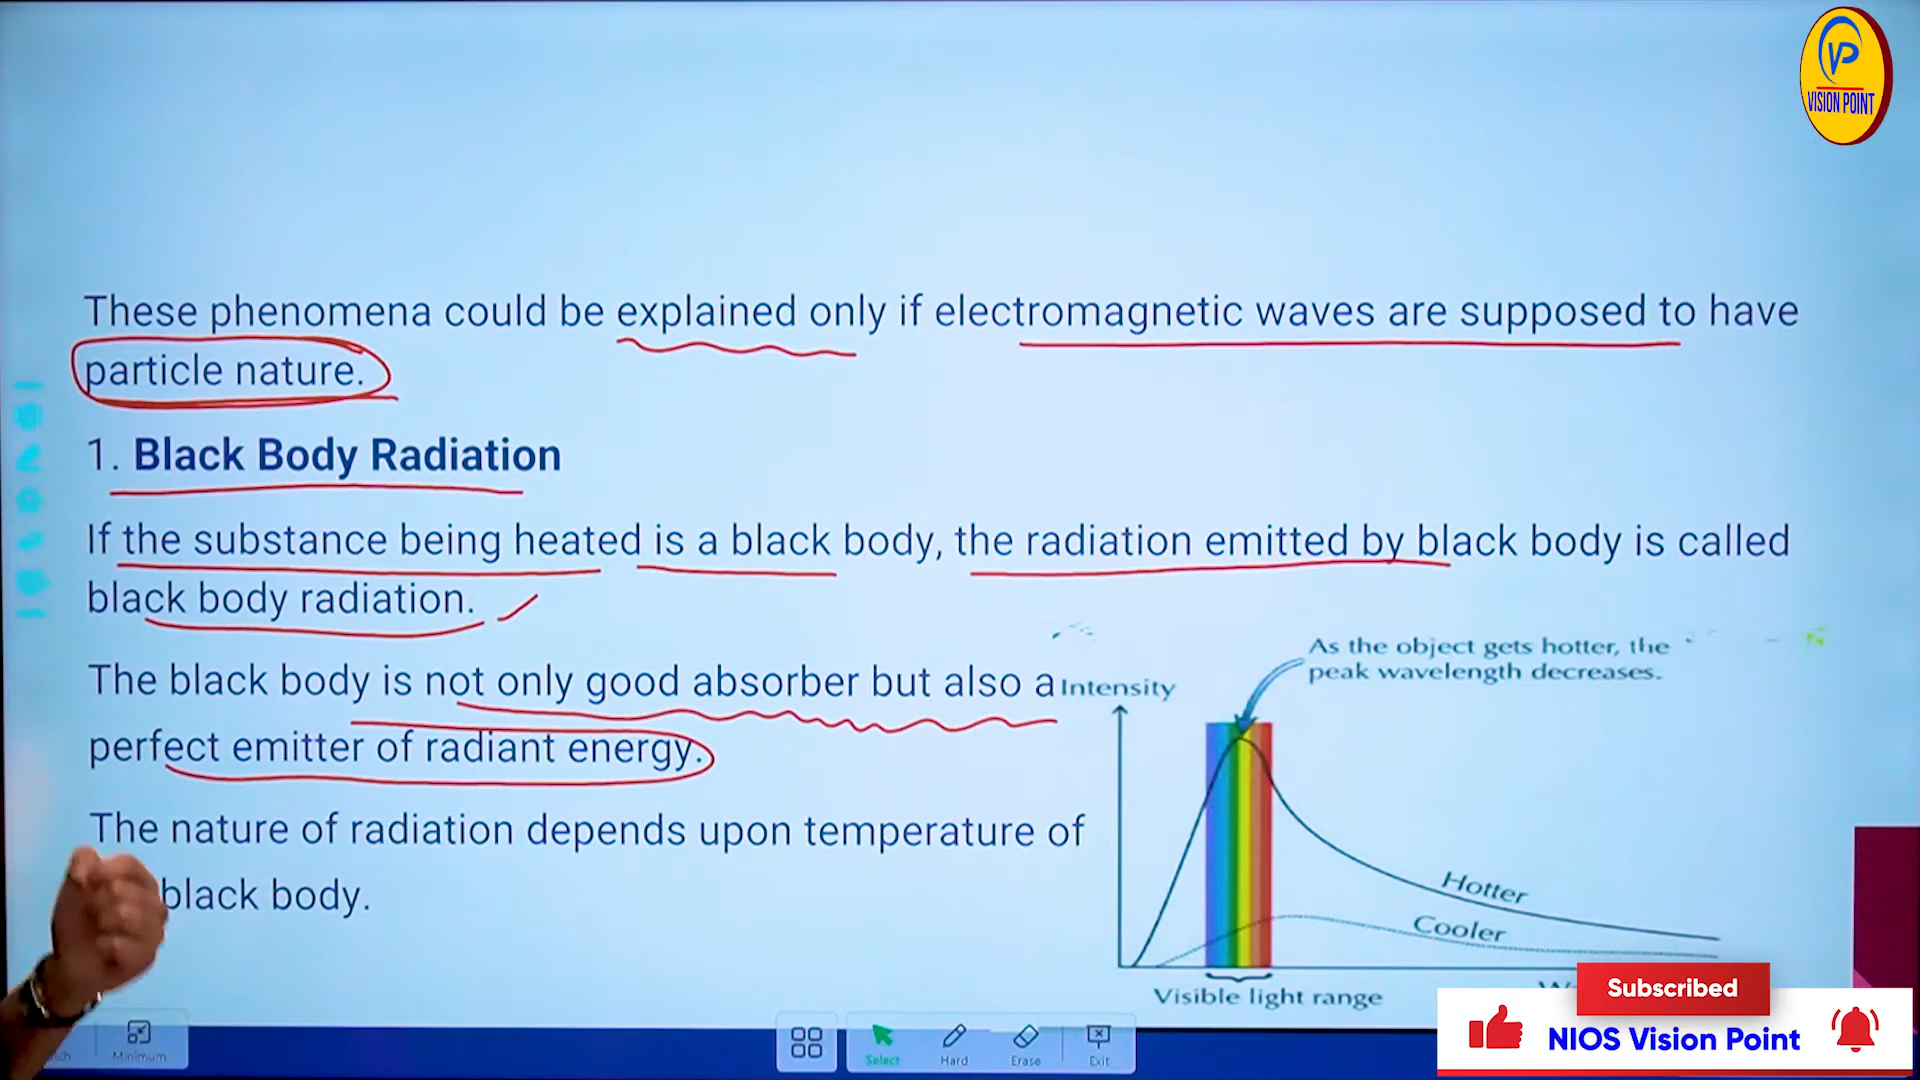 VP
VISION POINT
These phenomena could be explained only if electromagnetic waves are supposed to have
particle nature.
1. Black Body Radiation
If the substance being heated is a black body, the radiation emitted by black body is called
black body radiation.
The black body is not only good absorber but also a
perfect emitter of radiant energy.
The nature of radiation depends upon temperature of
black body.
As the object gets hotter, the
peak wavelength decreases.
Intensity
Hotter
Cooler
Visible light range
Subscribed
NIOS Vision Point
Minimum
Select
Hard
Erase
Exit